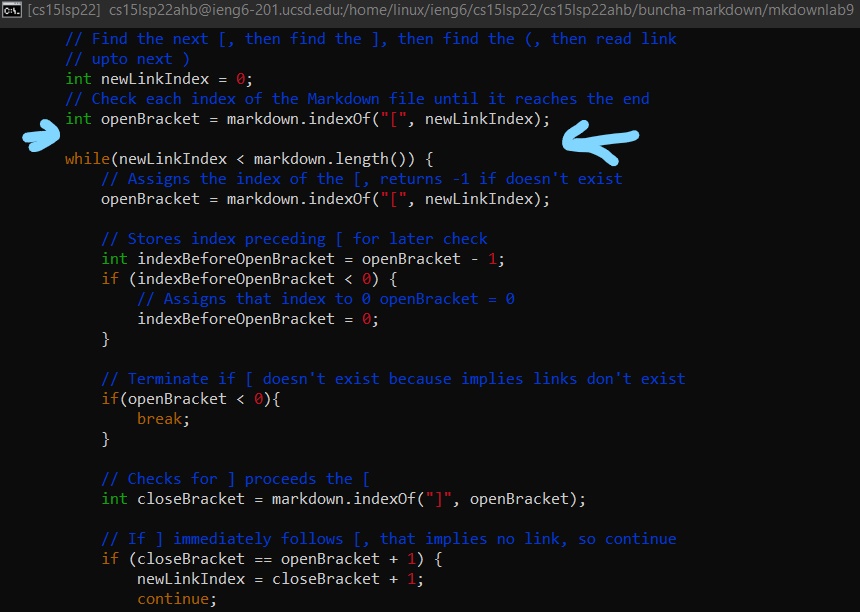 [cs15lsp22] cs15lsp22ahb@ieng6-201.ucsd.edu:/home/linux/ieng6/cs15lsp22/cs15lsp22ahb/buncha-markdown/mkdownlab9
// Find the next [, then find the ], then find the (, then read link
// upto next )
int newLinkIndex = 0;
// Check each index of the Markdown file until it reaches the end
int openBracket = markdown.indexOf("[", newLinkIndex);
while(newLinkIndex < markdown.length()) {
// Assigns the index of the [, returns -1 if doesn't exist
openBracket = markdown.indexOf("[", newLinkIndex);
// Stores index preceding [ for later check
int indexBeforeOpenBracket = openBracket - 1;
if (indexBeforeOpenBracket < 0) {
// Assigns that index to 0 openBracket = 0
indexBeforeOpenBracket = 0;
}
// Terminate if [ doesn't exist because implies links don't exist
if(openBracket < 0){
break;
}
// Checks for ] proceeds the [
int closeBracket = markdown.indexOf("]", openBracket);
// If ] immediately follows [, that implies no link, so continue
if (closeBracket == openBracket + 1) {
newLinkIndex = closeBracket + 1;
continue;